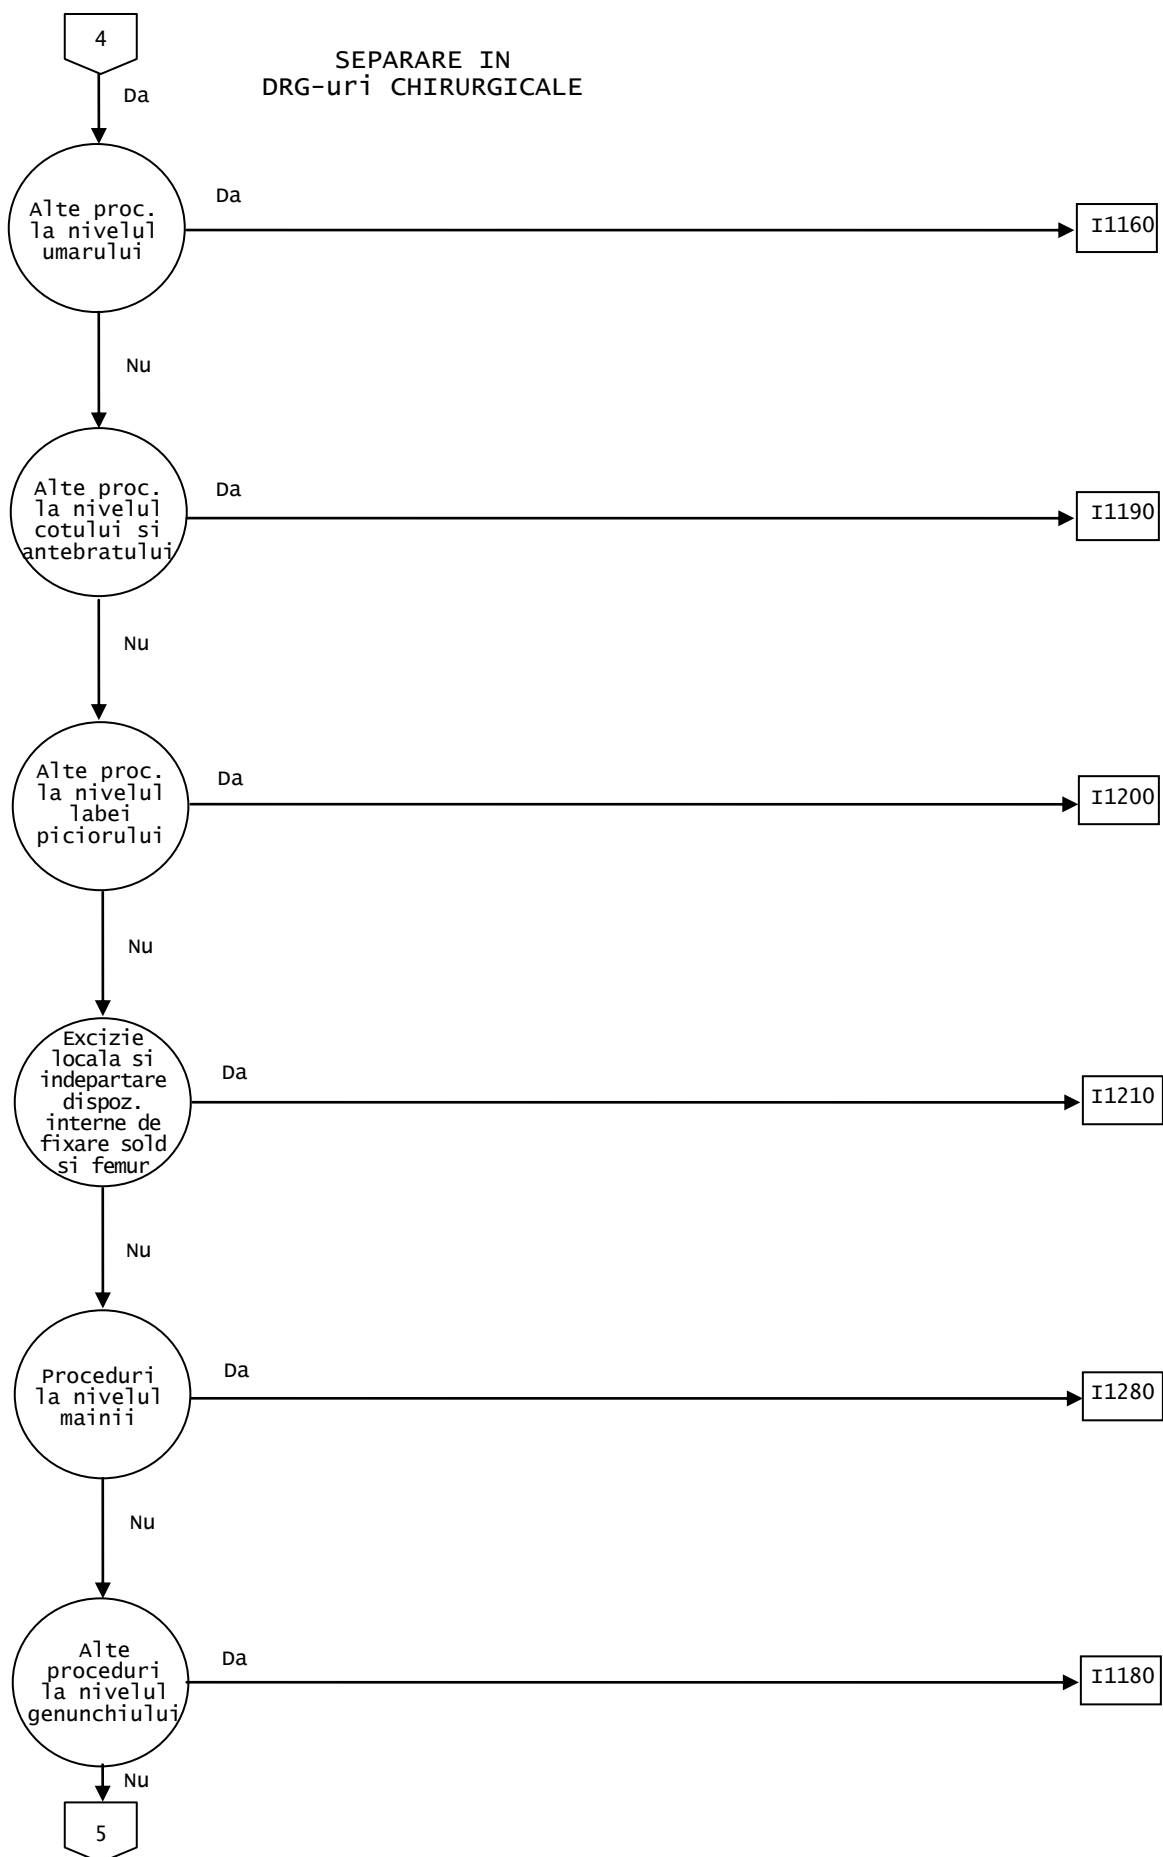 4
SEPARARE IN
DRG-uri CHIRURGICALE
Da
Alte proc.
la nivelul
umarului
Da
I1160
Nu
Alte proc.
la nivelul
cotului si
antebratului
Da
I1190
Nu
Alte proc.
la nivelul
labei
piciorului
Da
I1200
Nu
Excizie
locala si
indepartare
dispoz.
interne de
fixare sold
si femur
Da
I1210
Nu
Proceduri
la nivelul
mainii
Da
I1280
Nu
Alte
proceduri
la nivelul
genunchiului
Da
I1180
Nu
5